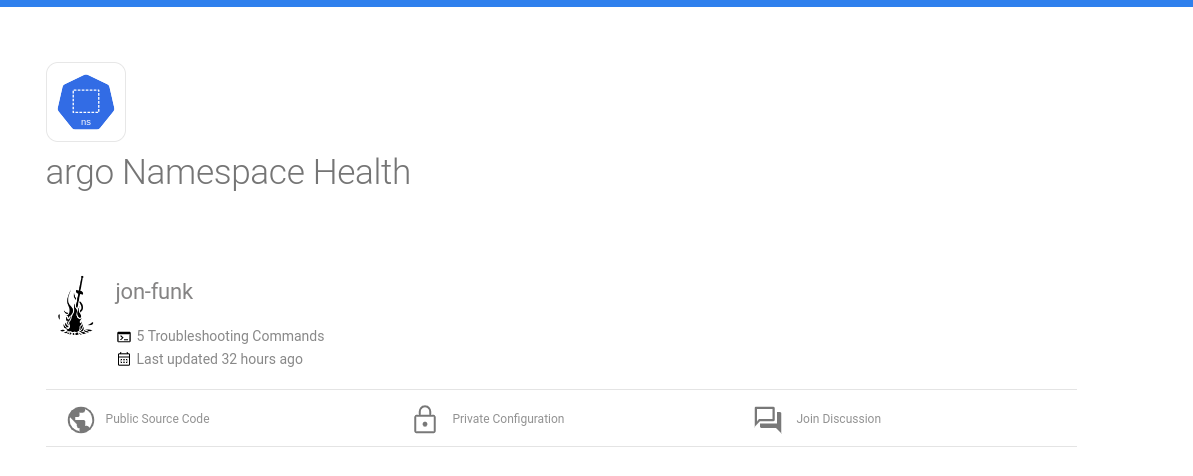 ns
argo Namespace Health
jon-funk
5 Troubleshooting Commands
Last updated 32 hours ago
Public Source Code
Private Configuration
Join Discussion